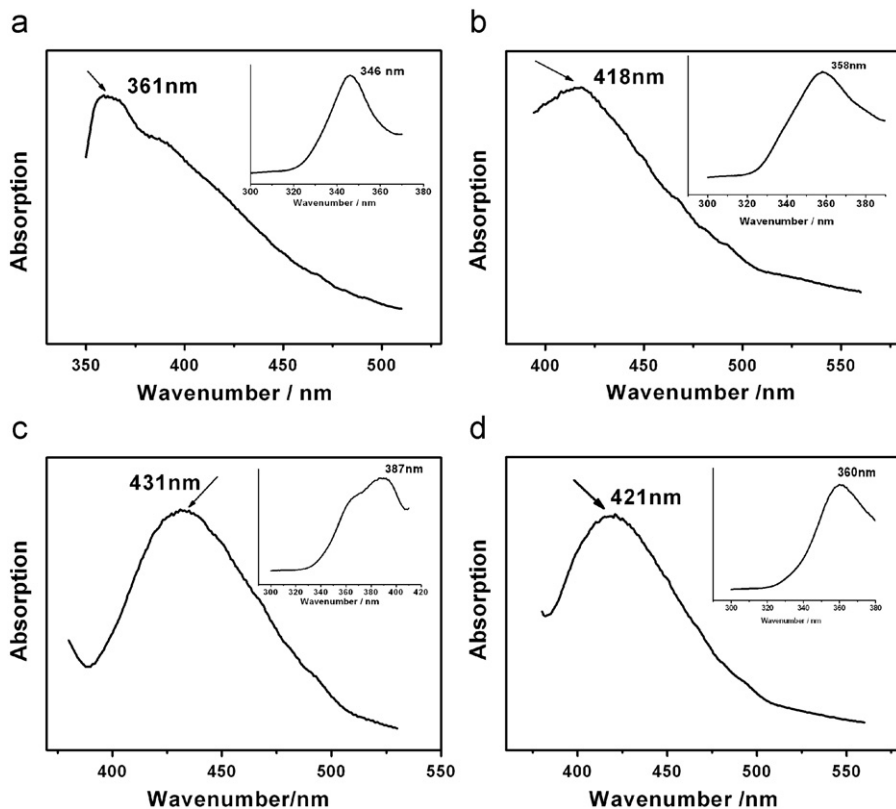 a
361nm
346 nm
300 320 340 360 380
Wavenumber / nm
Absorption
350 400 450 500
Wavenumber / nm
b
418nm
358nm
300 320 340 360 380
Wavenumber / nm
Absorption
400 450 500 550
Wavenumber /nm
c
431nm
387nm
300 320 340 360 380 400 420
Wavenumber / nm
Absorption
400 450 500 550
Wavenumber/nm
d
421nm
360nm
300 320 340 360 380
Wavenumber / nm
Absorption
400 450 500 550
Wavenumber /nm